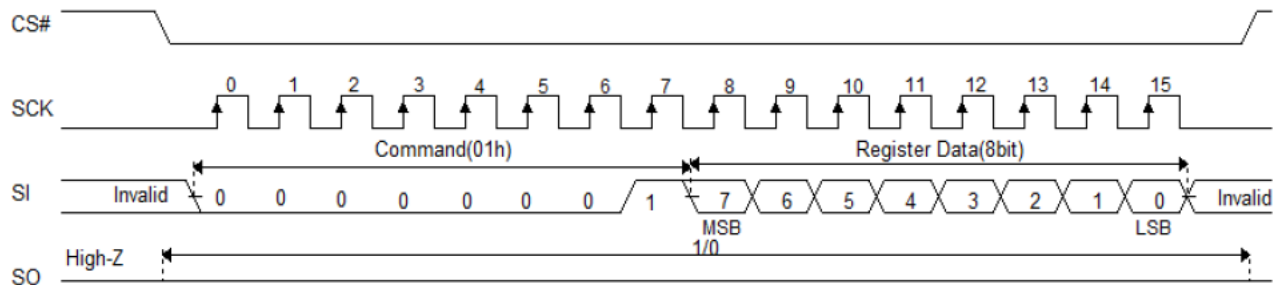 CS#
0 1 2 3 4 5 6 7 8 9 10 11 12 13 14 15
SCK
Command(01h) Register Data(8bit)
SI Invalid 0 0 0 0 0 0 0 1 7 6 5 4 3 2 1 0 Invalid
MSB LSB
1/0
High-Z
SO